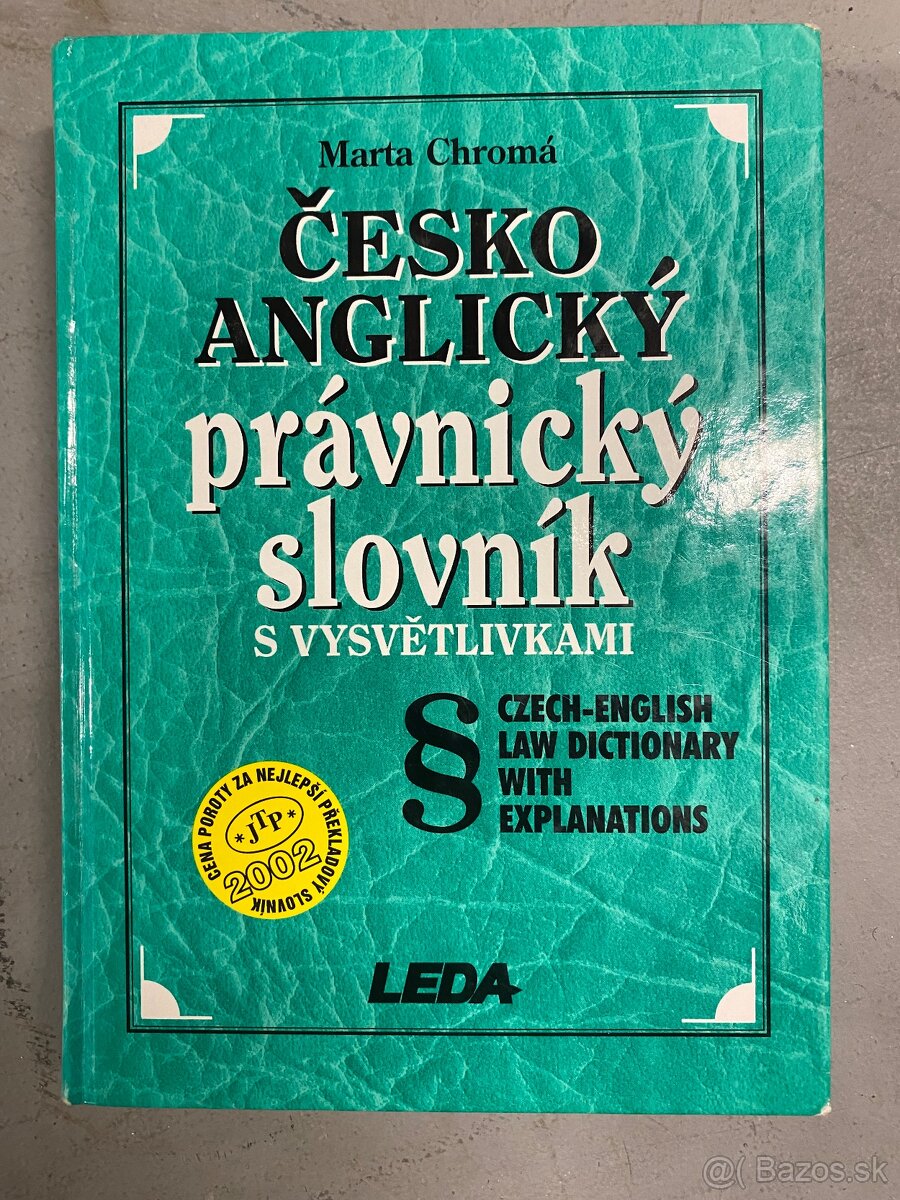 Marta Chromá
ČESKO
ANGLICKÝ
právnický
slovník
S VYSVĚTLIVKAMI
§
CZECH-ENGLISH
LAW DICTIONARY
WITH
EXPLANATIONS
CENA POROTY ZA NEJLEPŠÍ PŘEKLADOVÝ SLOVNÍK
*JTP*
2002
LEDA
@( Bazos.sk